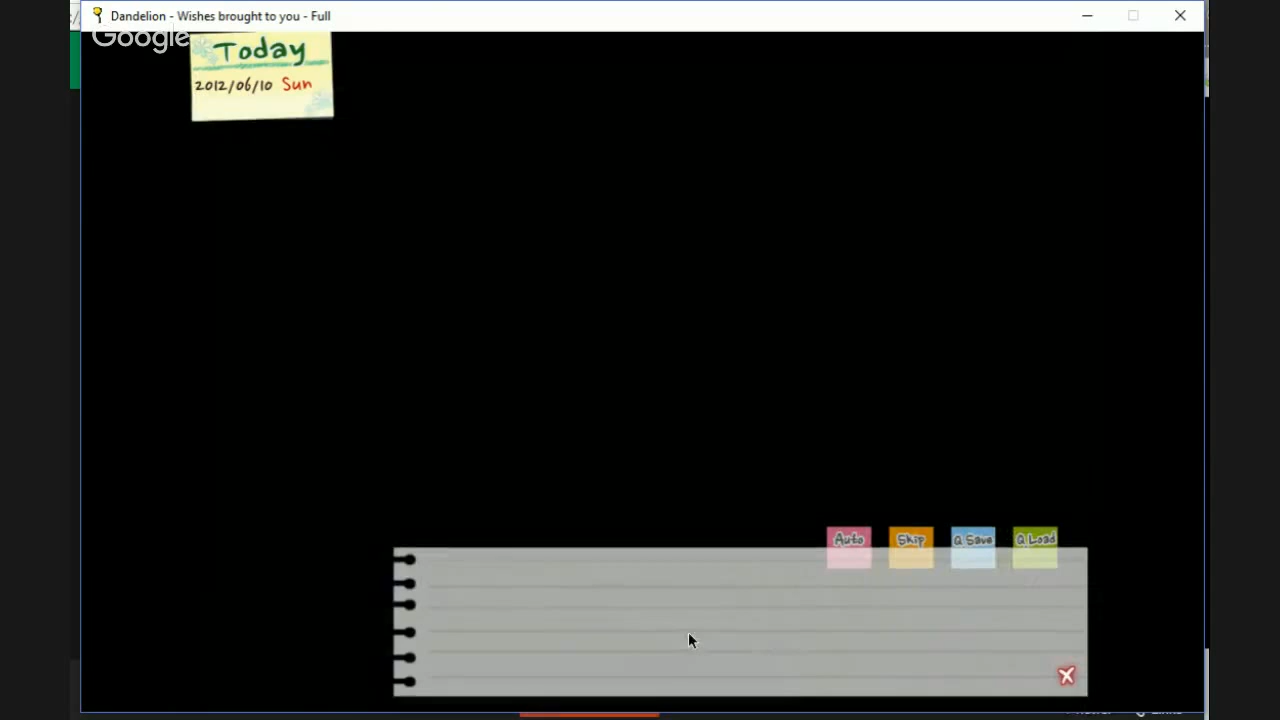 Dandelion - Wishes brought to you - Full
Google
Today
2012/06/10 Sun
Auto
Skip
Q Save
Q Load